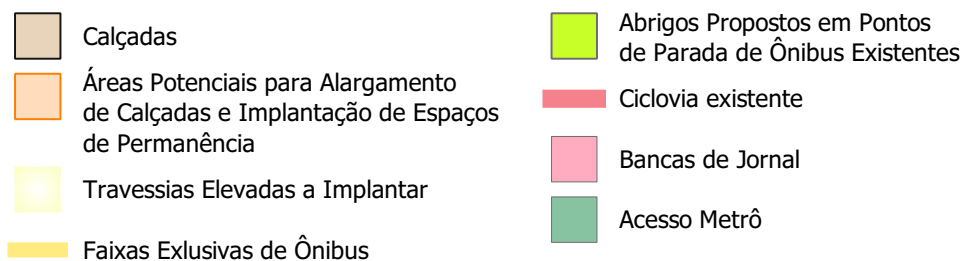 Calçadas
Áreas Potenciais para Alargamento
de Calçadas e Implantação de Espaços
de Permanência
Travessias Elevadas a Implantar
Faixas Exlusivas de Ônibus
Abrigos Propostos em Pontos
de Parada de Ônibus Existentes
Ciclovia existente
Bancas de Jornal
Acesso Metrô